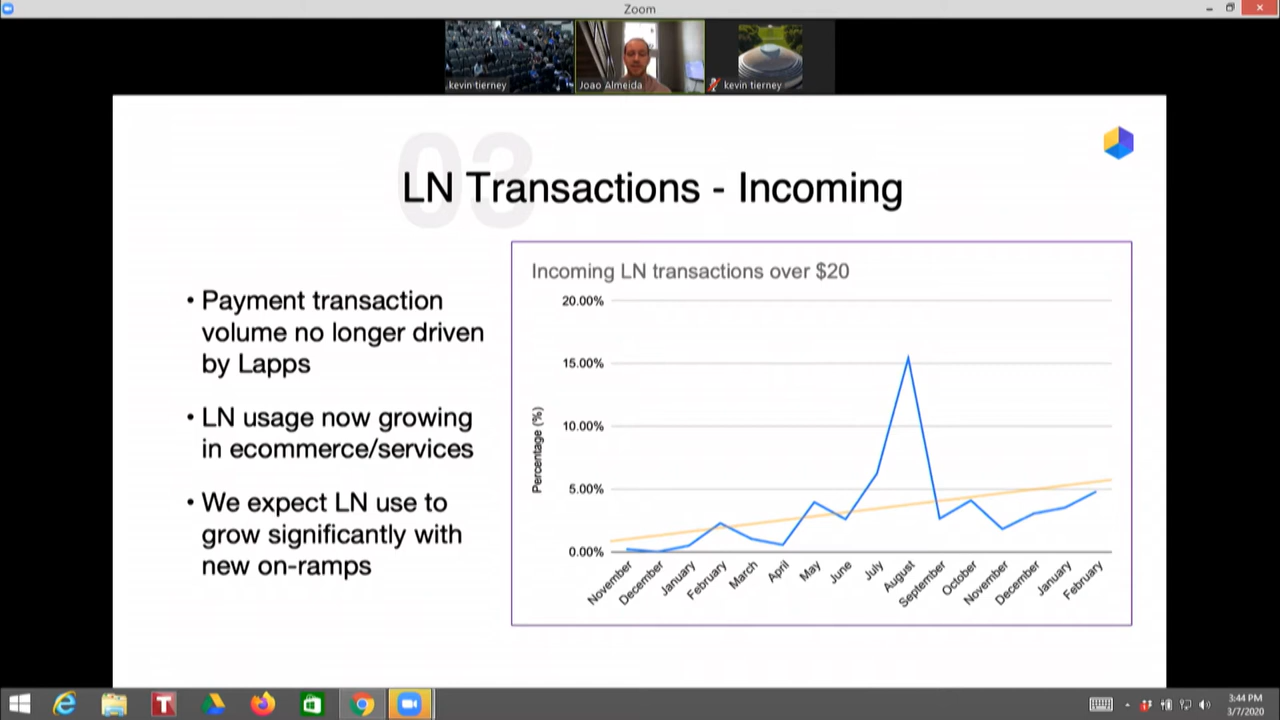 Zoom
kevin tierney
Joao Almeida
kevin tierney
03
LN Transactions - Incoming
• Payment transaction
volume no longer driven
by Lapps
• LN usage now growing
in ecommerce/services
• We expect LN use to
grow significantly with
new on-ramps
Incoming LN transactions over $20
Percentage (%)
20.00%
15.00%
10.00%
5.00%
0.00%
November
December
January
February
March
April
May
June
July
August
September
October
November
December
January
February
3:44 PM
3/7/2020